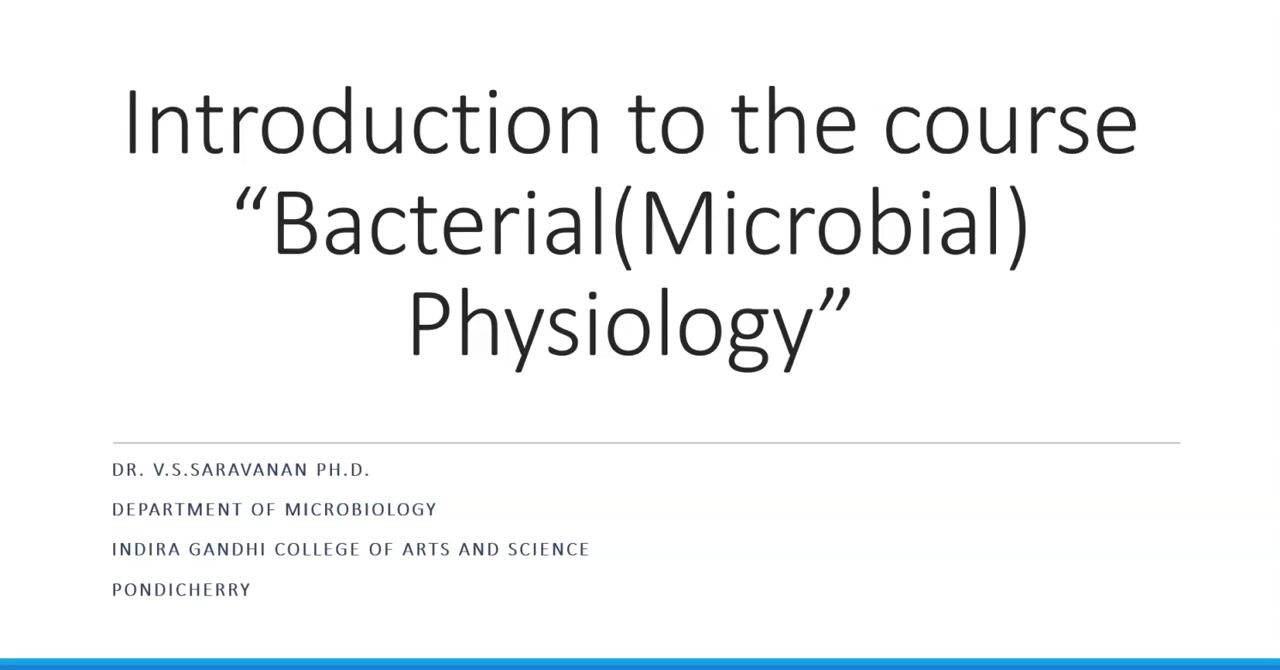 Introduction to the course
“Bacterial(Microbial)
Physiology”
DR. V.S.SARAVANAN PH.D.
DEPARTMENT OF MICROBIOLOGY
INDIRA GANDHI COLLEGE OF ARTS AND SCIENCE
PONDICHERRY